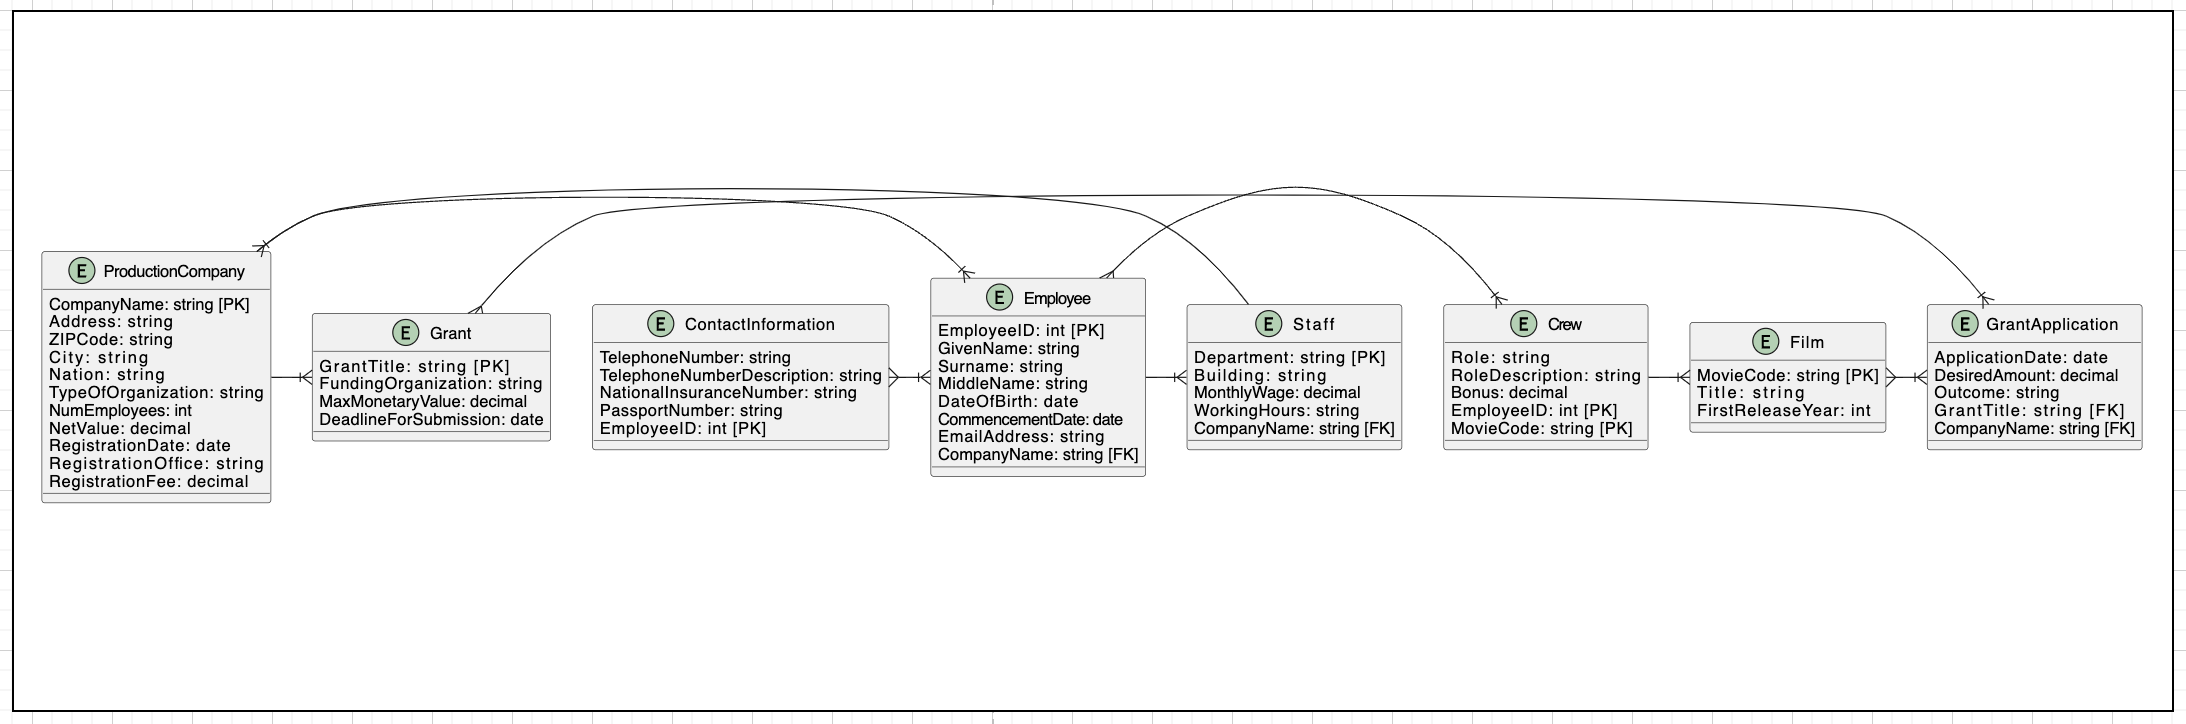 E ProductionCompany
CompanyName: string [PK]
Address: string
ZIPCode: string
City: string
Nation: string
TypeOfOrganization: string
NumEmployees: int
NetValue: decimal
RegistrationDate: date
RegistrationOffice: string
RegistrationFee: decimal
E Grant
GrantTitle: string [PK]
FundingOrganization: string
MaxMonetaryValue: decimal
DeadlineForSubmission: date
E ContactInformation
TelephoneNumber: string
TelephoneNumberDescription: string
NationalInsuranceNumber: string
PassportNumber: string
EmployeeID: int [PK]
E Employee
EmployeeID: int [PK]
GivenName: string
Surname: string
MiddleName: string
DateOfBirth: date
CommencementDate: date
EmailAddress: string
CompanyName: string [FK]
E Staff
Department: string [PK]
Building: string
MonthlyWage: decimal
WorkingHours: string
CompanyName: string [FK]
E Crew
Role: string
RoleDescription: string
Bonus: decimal
EmployeeID: int [PK]
MovieCode: string [PK]
E Film
MovieCode: string [PK]
Title: string
FirstReleaseYear: int
E GrantApplication
ApplicationDate: date
DesiredAmount: decimal
Outcome: string
GrantTitle: string [FK]
CompanyName: string [FK]